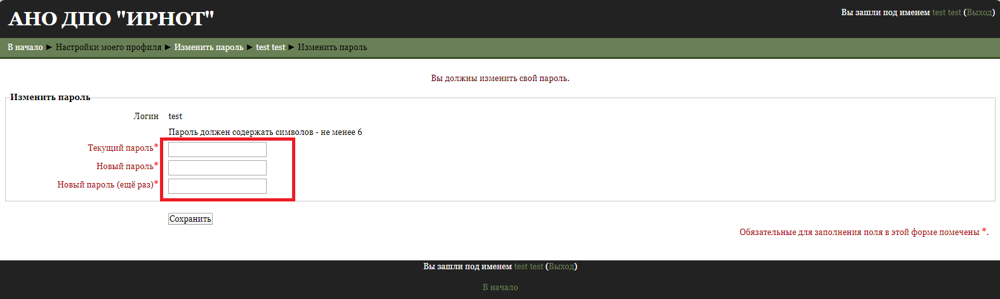 АНО ДПО "ИРНОТ"
Вы зашли под именем test test (Выход)
В начало ► Настройки моего профиля ► Изменить пароль ► test test ► Изменить пароль
Вы должны изменить свой пароль.
Изменить пароль
Логин test
Пароль должен содержать символов - не менее 6
Текущий пароль*
Новый пароль*
Новый пароль (ещё раз)*
Сохранить
Обязательные для заполнения поля в этой форме помечены *.
Вы зашли под именем test test (Выход)
В начало